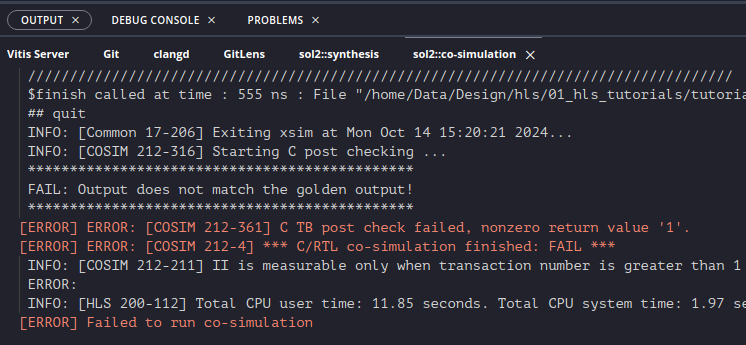 OUTPUT × DEBUG CONSOLE × PROBLEMS ×
Vitis Server Git clangd GitLens sol2::synthesis sol2::co-simulation ×
////////////////////////////////////////////////////////////////////////////////////
$finish called at time : 555 ns : File "/home/Data/Design/hls/01_hls_tutorials/tutoria
## quit
INFO: [Common 17-206] Exiting xsim at Mon Oct 14 15:20:21 2024...
INFO: [COSIM 212-316] Starting C post checking ...
**********************************************
FAIL: Output does not match the golden output!
**********************************************
[ERROR] ERROR: [COSIM 212-361] C TB post check failed, nonzero return value '1'.
[ERROR] ERROR: [COSIM 212-4] *** C/RTL co-simulation finished: FAIL ***
INFO: [COSIM 212-211] II is measurable only when transaction number is greater than 1
ERROR:
INFO: [HLS 200-112] Total CPU user time: 11.85 seconds. Total CPU system time: 1.97 se
[ERROR] Failed to run co-simulation